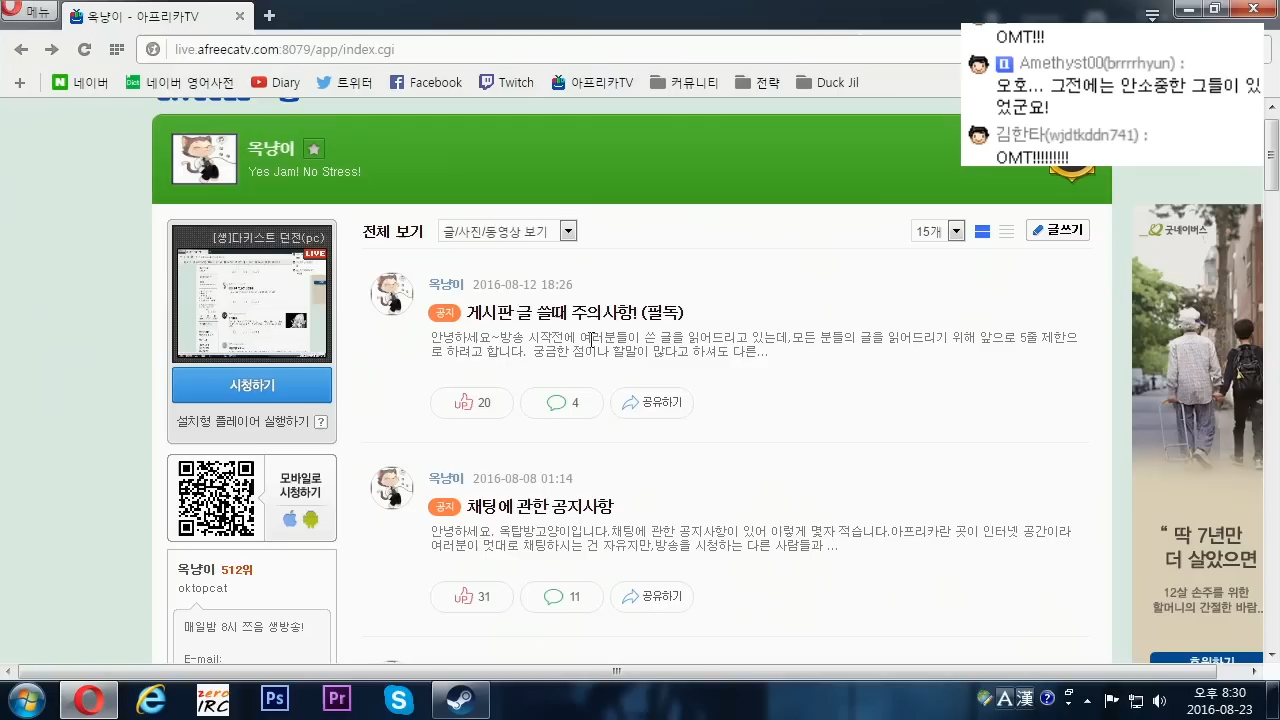 메뉴
옥냥이 - 아프리카TV
live.afreecatv.com:8079/app/index.cgi
네이버
네이버 영어사전
Diary
트위터
Facebook
Twitch
아프리카TV
커뮤니티
전략
Duck Jil
OMT!!!
Amethyst00(brrrrhyun) :
오호... 그전에는 안소중한 그들이 있
었군요!
김한타(wjdtkddn741) :
OMT!!!!!!!!!
옥냥이
Yes Jam! No Stress!
[생]다키스트 던전(중)
LIVE
시청하기
설치형 플레이어 실행하기 ?
모바일로
시청하기
옥냥이 512위
oktopcat
매일밤 8시 쯔음 생방송!
E-mail:
전체 보기
글/사진/동영상 보기
15개
글쓰기
옥냥이 2016-08-12 18:26
공지 게시판 글 쓸때 주의사항! (필독)
안녕하세요~방송 시작전에 여러분들이 쓴 글을 읽어드리고 있는데,모든 분들의 글을 읽어드리기 위해 앞으로 5줄 제한으
로 하려고 합니다. 궁금한 점이나 할말이 많다고 하셔도 다른...
20
4
공유하기
옥냥이 2016-08-08 01:14
공지 채팅에 관한 공지사항
안녕하세요, 옥탑방고양이입니다.채팅에 관한 공지사항이 있어 이렇게 몇자 적습니다.아프리카란 곳이 인터넷 공간이라
여러분이 멋대로 채팅하시는 건 자유지만,방송을 시청하는 다른 사람들과 ...
31
11
공유하기
굿네이버스
“ 딱 7년만
더 살았으면
12살 손주를 위한
할머니의 간절한 바람..
후원하기
zero
IRC
Ps
Pr
A 漢
오후 8:30
2016-08-23